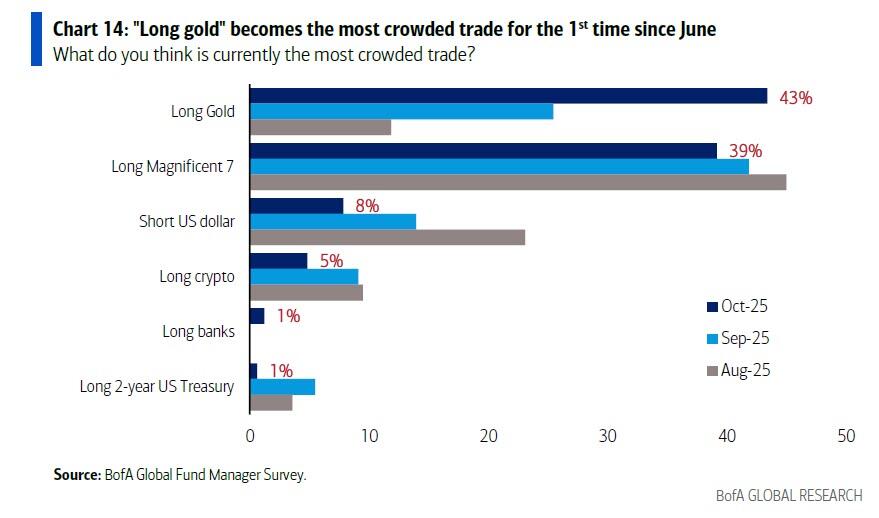 Chart 14: "Long gold" becomes the most crowded trade for the 1st time since June
What do you think is currently the most crowded trade?
Long Gold
43%
Long Magnificent 7
39%
Short US dollar
8%
Long crypto
5%
Long banks
1%
Long 2-year US Treasury
1%
Oct-25
Sep-25
Aug-25
0 10 20 30 40 50
Source: BofA Global Fund Manager Survey.
BofA GLOBAL RESEARCH